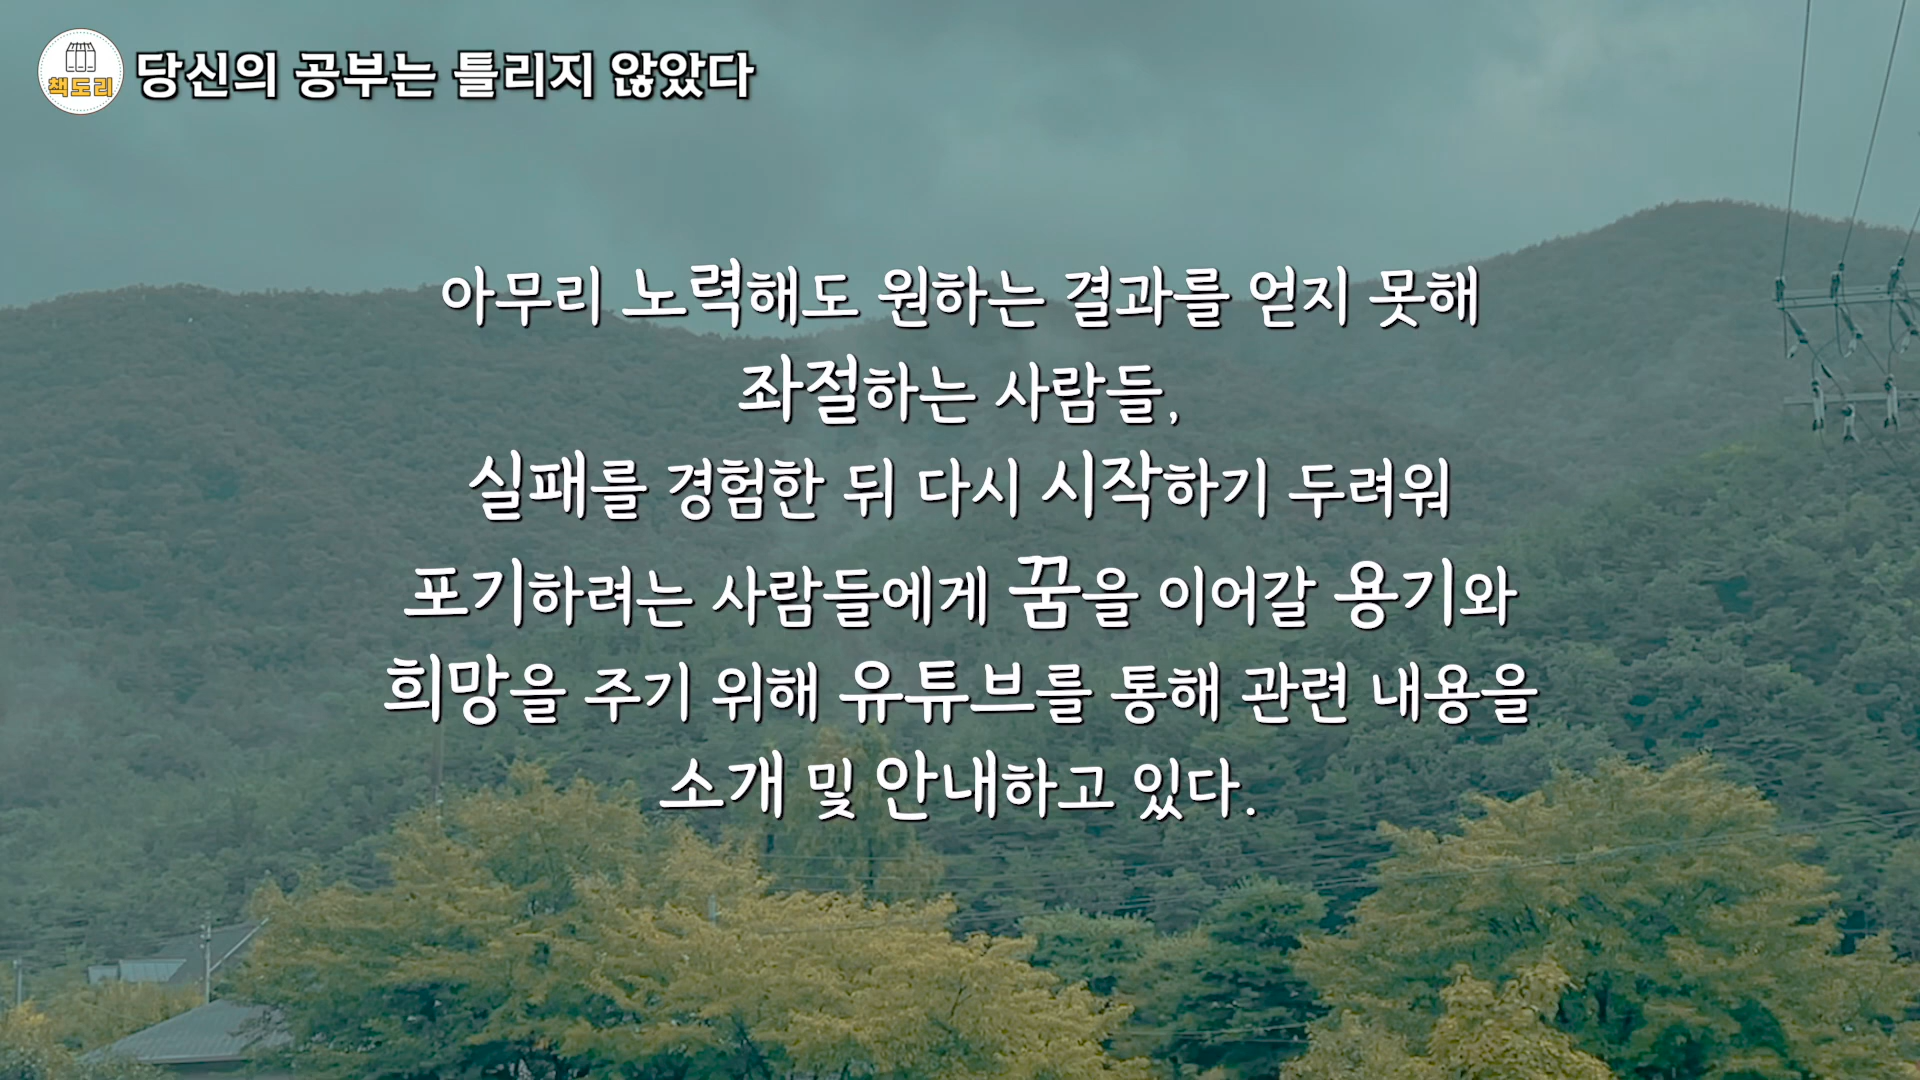 책도리
당신의 공부는 틀리지 않았다
아무리 노력해도 원하는 결과를 얻지 못해
좌절하는 사람들,
실패를 경험한 뒤 다시 시작하기 두려워
포기하려는 사람들에게 꿈을 이어갈 용기와
희망을 주기 위해 유튜브를 통해 관련 내용을
소개 및 안내하고 있다.